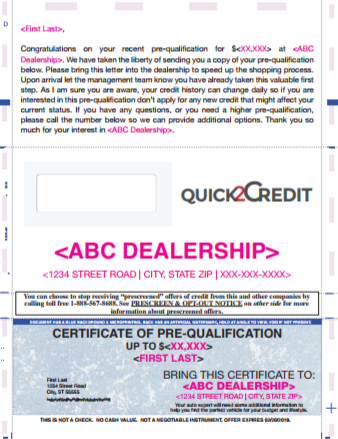 <First Last>,
Congratulations on your recent pre-qualification for $<XX,XXX> at <ABC
Dealership>. We have taken the liberty of sending you a copy of your pre-qualification
below. Please bring this letter into the dealership to speed up the shopping process.
Upon arrival let the management team know you have already taken this valuable first
step. As I am sure you are aware, your credit history can change daily so if you are
interested in this pre-qualification don't apply for any new credit that might affect your
current status. If you have any questions, or you need a higher pre-qualification,
please call the number below so we can provide additional options. Thank you so
much for your interest in <ABC Dealership>.
QUICK2CREDIT
<ABC DEALERSHIP>
<1234 STREET ROAD | CITY, STATE ZIP | XXX-XXX-XXXX>
You can choose to stop receiving "prescreened" offers of credit from this and other companies by
calling toll free 1-888-567-8688. See PRESCREEN & OPT-OUT NOTICE on other side for more
information about prescreened offers.
DOCUMENT HAS A BLUE BACKGROUND & MICROPRINTING. BACK HAS AN ARTIFICIAL WATERMARK, HOLD AT ANGLE TO VIEW. VOID IF NOT PRESENT.
CERTIFICATE OF PRE-QUALIFICATION
UP TO $<XX,XXX>
<FIRST LAST>
BRING THIS CERTIFICATE TO:
<ABC DEALERSHIP>
<1234 STREET ROAD | CITY, STATE ZIP>
Your auto expert will need some additional information to
help you find the perfect vehicle for your budget and lifestyle.
First Last
1234 Street Road
City, ST 55555
THIS IS NOT A CHECK. NO CASH VALUE. NOT A NEGOTIABLE INSTRUMENT. OFFER EXPIRES